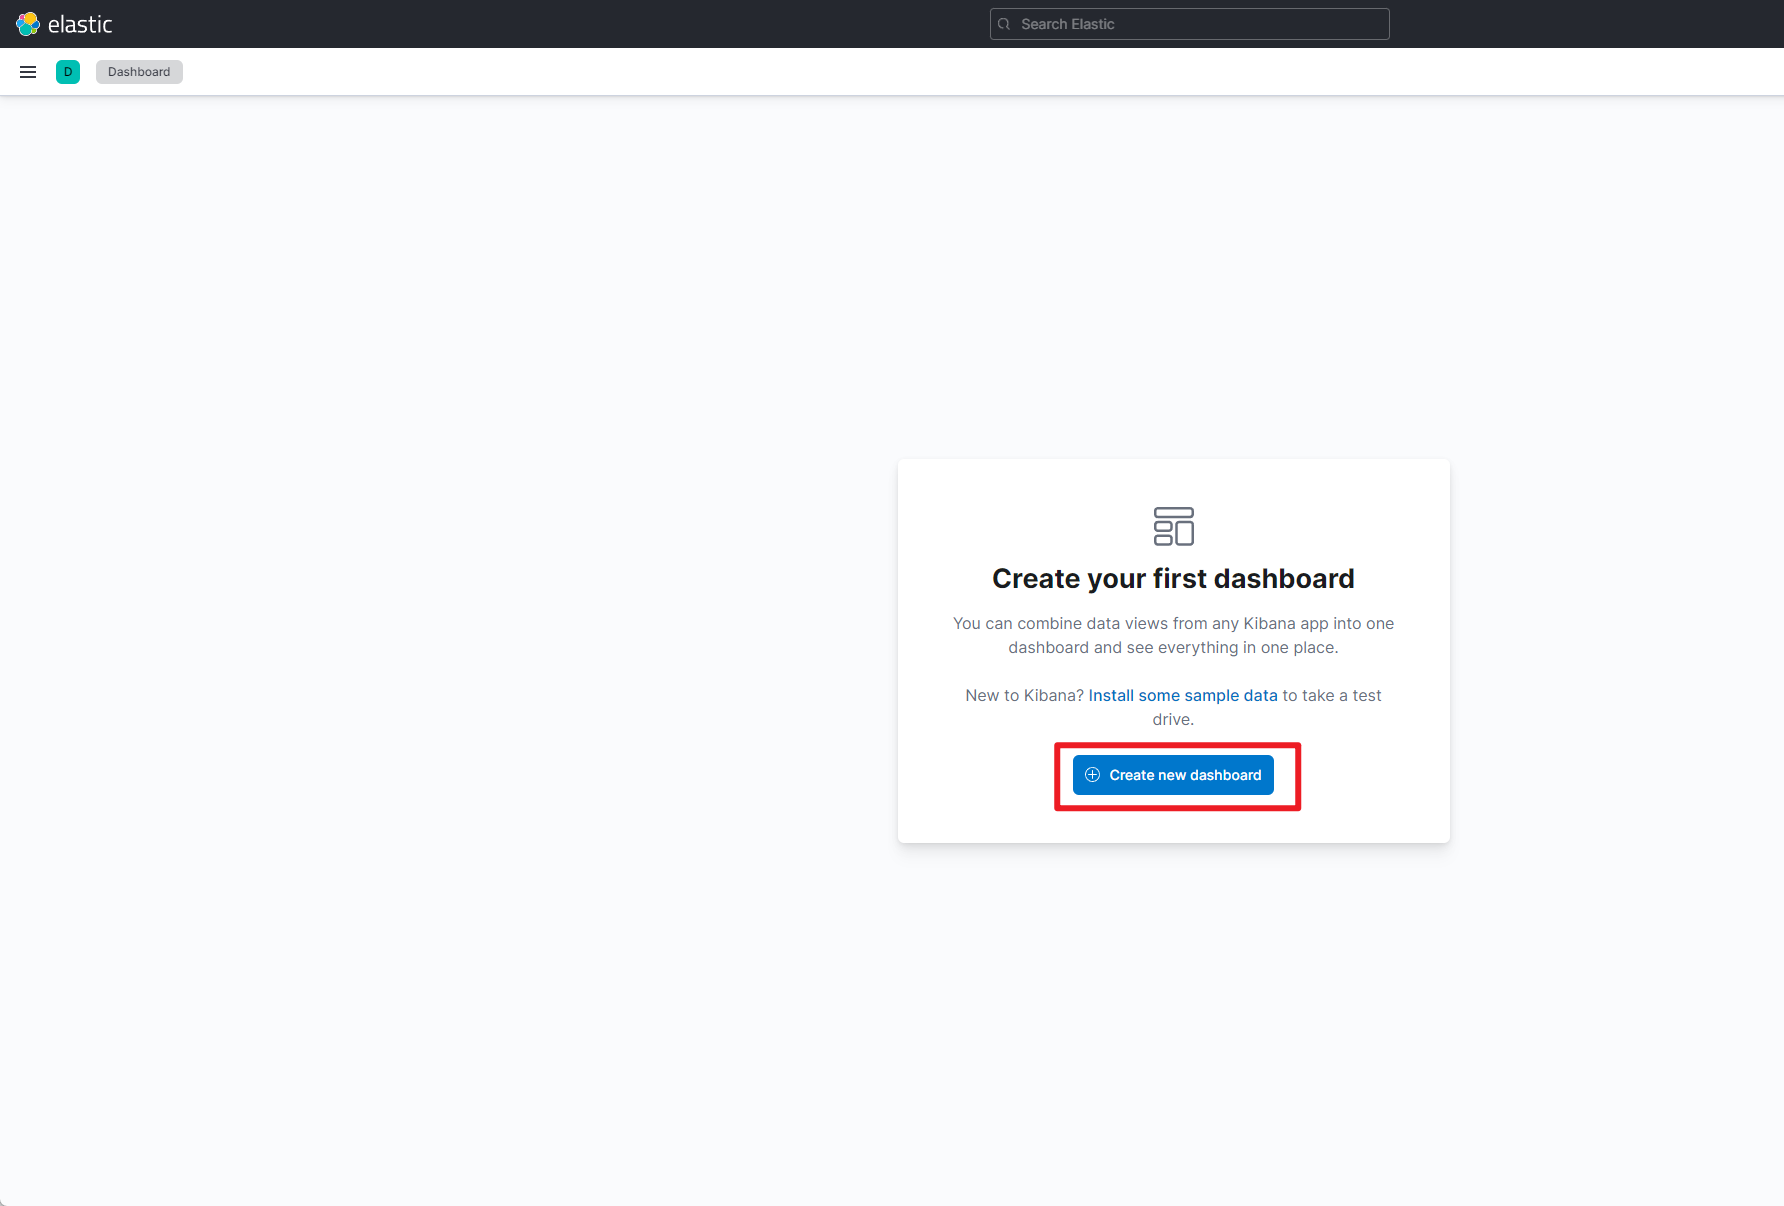 elastic
Search Elastic
D
Dashboard
Create your first dashboard
You can combine data views from any Kibana app into one
dashboard and see everything in one place.
New to Kibana? Install some sample data to take a test
drive.
Create new dashboard